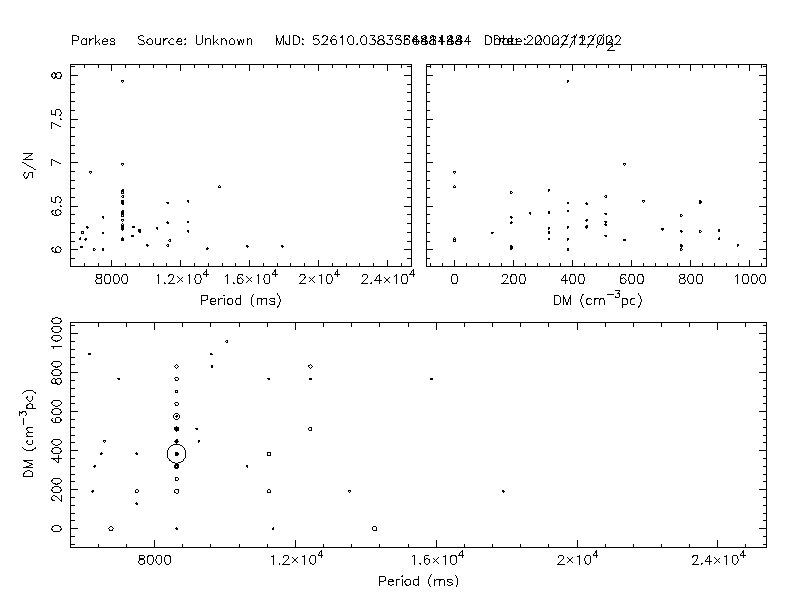 Parkes Source: Unknown MJD: 52610.0383
8
7.5
7
6.5
6
S/N
8000 1.2×10⁴ 1.6×10⁴ 2×10⁴ 2.4×10⁴
Period (ms)
0 200 400 600 800 1000
DM (cm⁻³pc)
1000
800
600
400
200
0
DM (cm⁻³pc)
8000 1.2×10⁴ 1.6×10⁴ 2×10⁴ 2.4×10⁴
Period (ms)